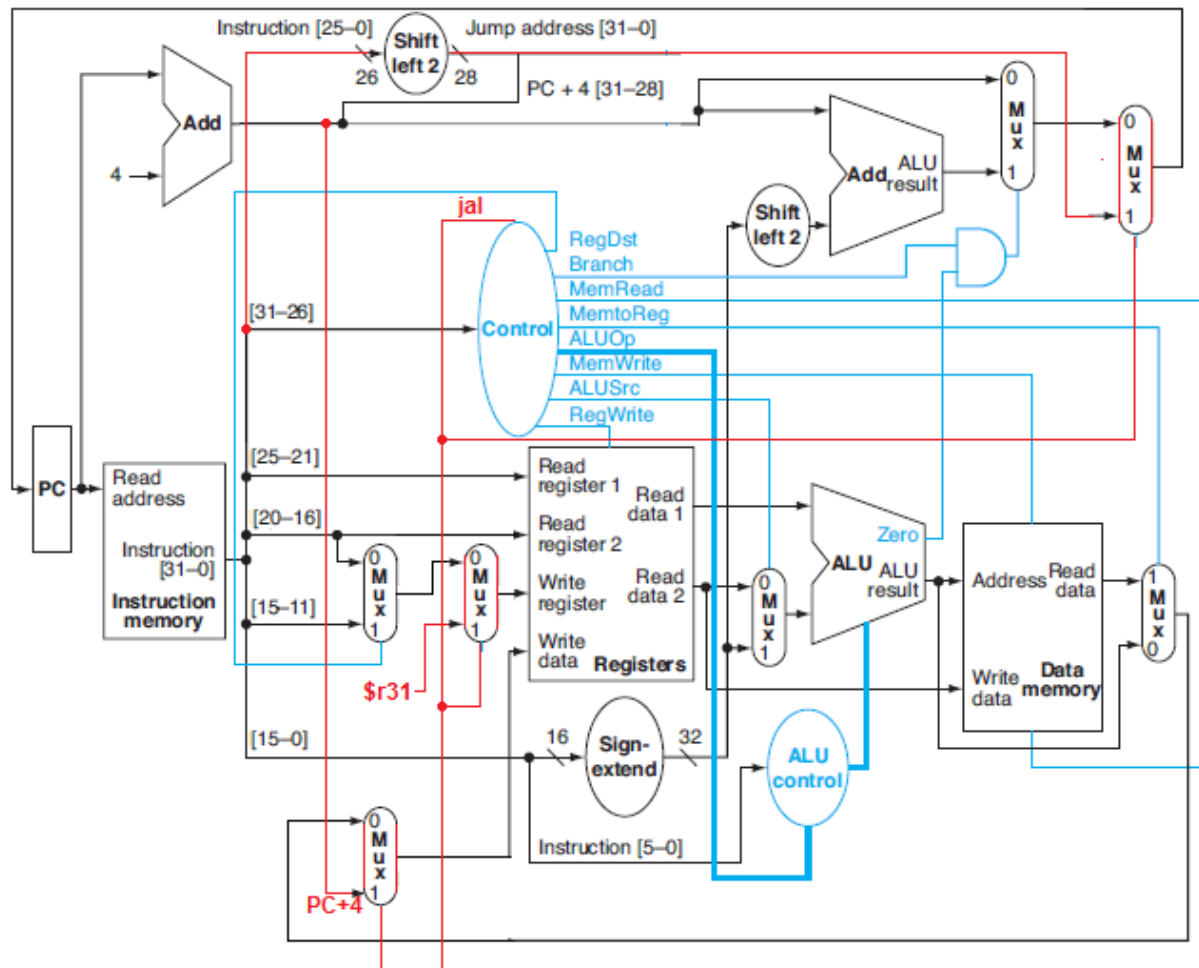 Instruction [25–0]
Shift
left 2
Jump address [31–0]
26
28
PC + 4 [31–28]
Add
4
0
M
u
x
1
0
M
u
x
1
Add
ALU
result
Shift
left 2
jal
RegDst
Branch
MemRead
MemtoReg
ALUOp
MemWrite
ALUSrc
RegWrite
Control
[31–26]
[25–21]
[20–16]
[15–11]
[15–0]
PC
Read
address
Instruction
[31–0]
Instruction
memory
0
M
u
x
1
0
M
u
x
1
$r31
Read
register 1
Read
register 2
Write
register
Write
data
Read
data 1
Read
data 2
Registers
0
M
u
x
1
Zero
ALU
ALU
result
Address
Read
data
Write
data
Data
memory
1
M
u
x
0
16
Sign-
extend
32
ALU
control
Instruction [5–0]
0
M
u
x
1
PC+4